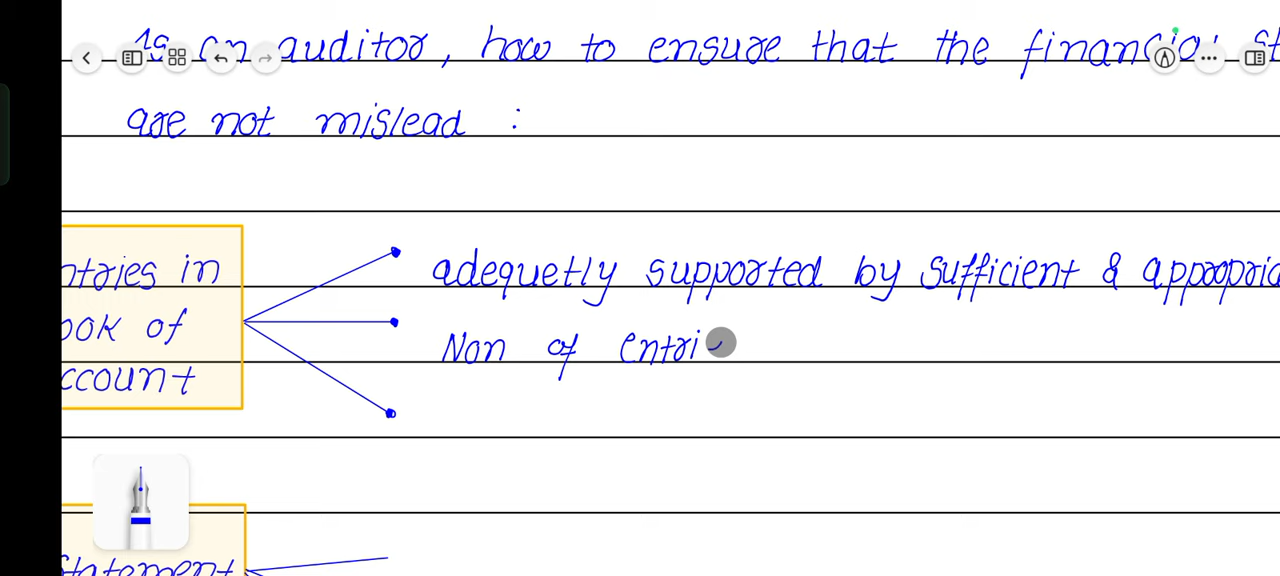 As an auditor, how to ensure that the financial st
are not mislead :
ntries in
ook of
ccount
adequetly supported by sufficient & appropria
Non of entri
Statement